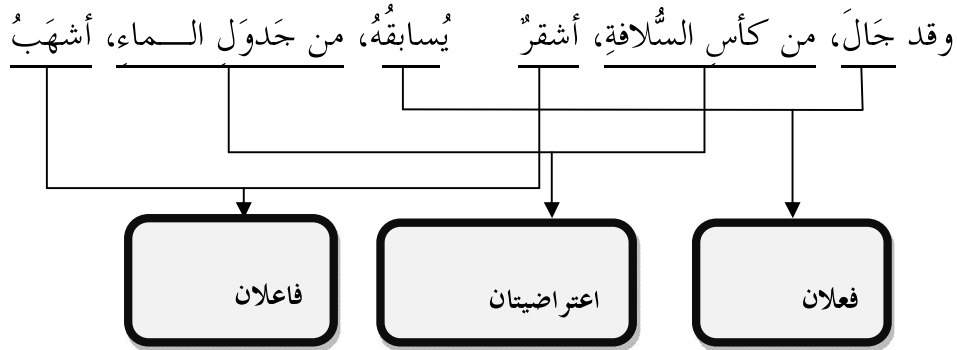 وقد جَالَ، من كأسِ السُّلافةِ، أشقرٌ يُسابقُهُ، من جَدوَلِ الـــماءِ، أشهَبُ
فعلان
اعتراضيتان
فاعلان